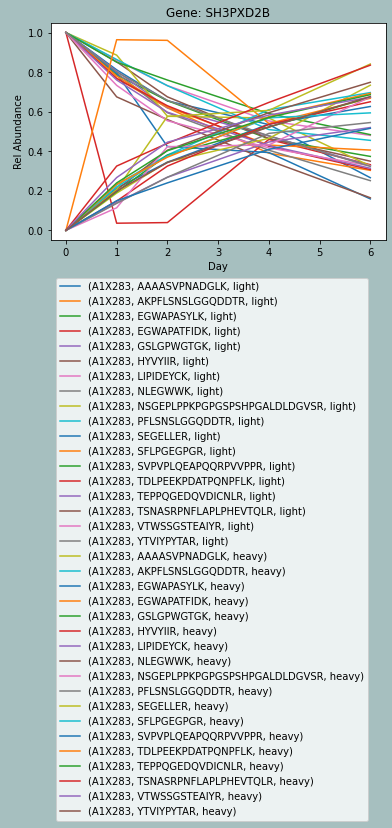 Gene: SH3PXD2B
1.0
0.8
0.6
0.4
0.2
0.0
Rel Abundance
0 1 2 3 4 5 6
Day
(A1X283, AAAASVPNADGLK, light)
(A1X283, AKPFLSNSLGGQDDTR, light)
(A1X283, EGWAPASYLK, light)
(A1X283, EGWAPATFIDK, light)
(A1X283, GSLGPWGTGK, light)
(A1X283, HYVYIIR, light)
(A1X283, LIPIDEYCK, light)
(A1X283, NLEGWWK, light)
(A1X283, NSGEPLPPKPGPGSPSHPGALDLDGVSR, light)
(A1X283, PFLSNSLGGQDDTR, light)
(A1X283, SEGELLER, light)
(A1X283, SFLPGEGPGR, light)
(A1X283, SVPVPLQEAPQQRPVVPPR, light)
(A1X283, TDLPEEKPDATPQNPFLK, light)
(A1X283, TEPPQGEDQVDICNLR, light)
(A1X283, TSNASRPNFLAPLPHEVTQLR, light)
(A1X283, VTWSSGSTEAIYR, light)
(A1X283, YTVIYPYTAR, light)
(A1X283, AAAASVPNADGLK, heavy)
(A1X283, AKPFLSNSLGGQDDTR, heavy)
(A1X283, EGWAPASYLK, heavy)
(A1X283, EGWAPATFIDK, heavy)
(A1X283, GSLGPWGTGK, heavy)
(A1X283, HYVYIIR, heavy)
(A1X283, LIPIDEYCK, heavy)
(A1X283, NLEGWWK, heavy)
(A1X283, NSGEPLPPKPGPGSPSHPGALDLDGVSR, heavy)
(A1X283, PFLSNSLGGQDDTR, heavy)
(A1X283, SEGELLER, heavy)
(A1X283, SFLPGEGPGR, heavy)
(A1X283, SVPVPLQEAPQQRPVVPPR, heavy)
(A1X283, TDLPEEKPDATPQNPFLK, heavy)
(A1X283, TEPPQGEDQVDICNLR, heavy)
(A1X283, TSNASRPNFLAPLPHEVTQLR, heavy)
(A1X283, VTWSSGSTEAIYR, heavy)
(A1X283, YTVIYPYTAR, heavy)